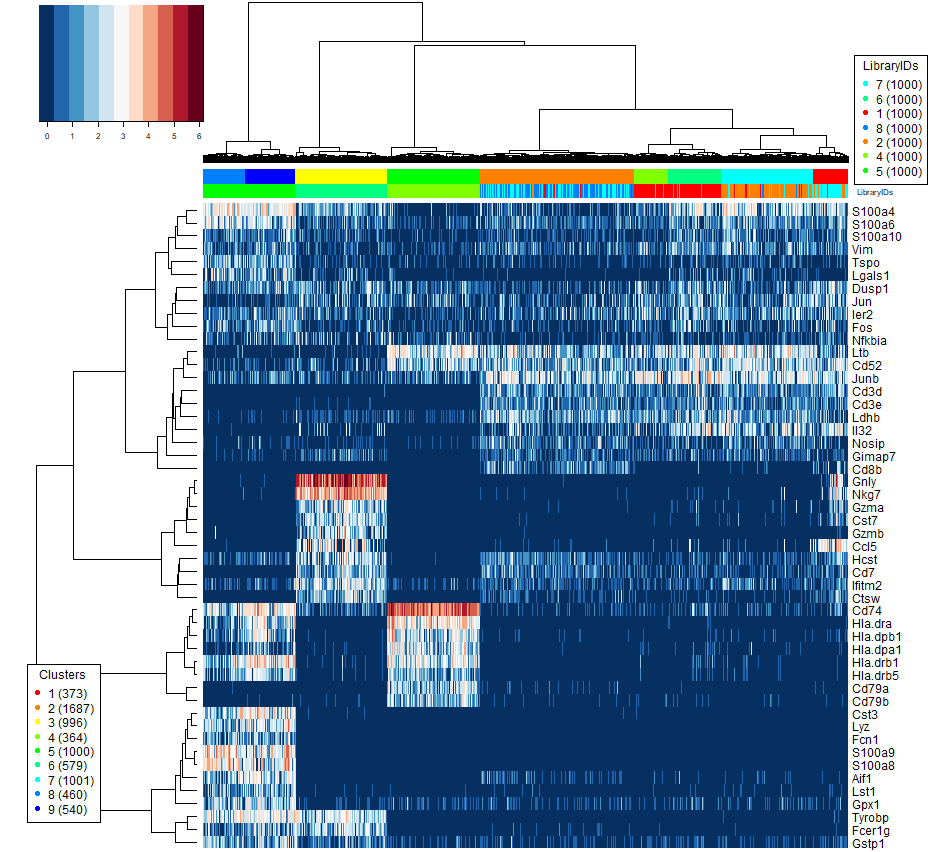 0 1 2 3 4 5 6
LibraryIDs
7 (1000)
6 (1000)
1 (1000)
8 (1000)
2 (1000)
4 (1000)
5 (1000)
LibraryIDs
S100a4
S100a6
S100a10
Vim
Tspo
Lgals1
Dusp1
Jun
Ier2
Fos
Nfkbia
Ltb
Cd52
Junb
Cd3d
Cd3e
Ldhb
Il32
Nosip
Gimap7
Cd8b
Gnly
Nkg7
Gzma
Cst7
Gzmb
Ccl5
Hcst
Cd7
Ifitm2
Ctsw
Cd74
Hla.dra
Hla.dpb1
Hla.dpa1
Hla.drb1
Hla.drb5
Cd79a
Cd79b
Cst3
Lyz
Fcn1
S100a9
S100a8
Aif1
Lst1
Gpx1
Tyrobp
Fcer1g
Gstp1
Clusters
1 (373)
2 (1687)
3 (996)
4 (364)
5 (1000)
6 (579)
7 (1001)
8 (460)
9 (540)